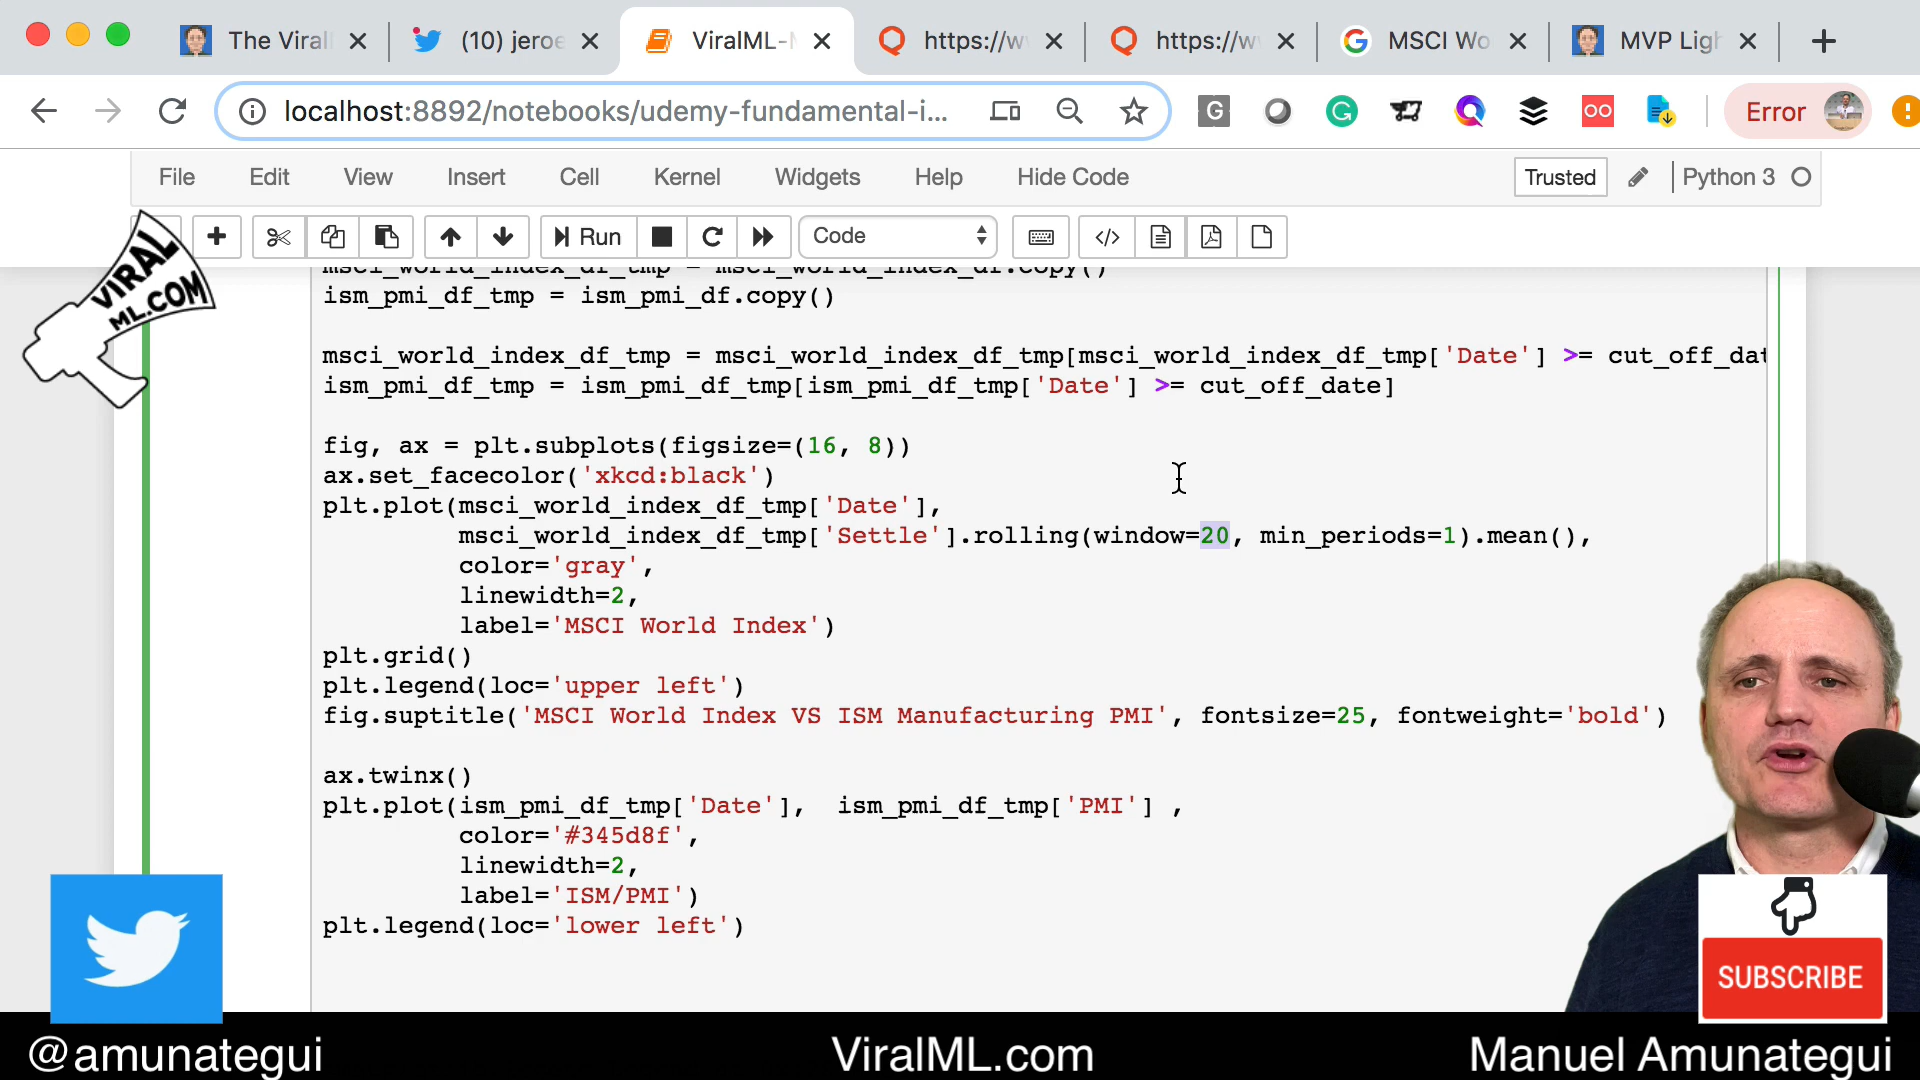 The Viral
(10) jeroe
ViralML-
https://w
https://w
MSCI Wo
MVP Ligh
localhost:8892/notebooks/udemy-fundamental-i...
Error
File Edit View Insert Cell Kernel Widgets Help Hide Code
Trusted
Python 3
Run
Code
VIRAL
ML.COM
msci_world_index_df_tmp = msci_world_index_df.copy()
ism_pmi_df_tmp = ism_pmi_df.copy()
msci_world_index_df_tmp = msci_world_index_df_tmp[msci_world_index_df_tmp['Date'] >= cut_off_dat
ism_pmi_df_tmp = ism_pmi_df_tmp[ism_pmi_df_tmp['Date'] >= cut_off_date]
fig, ax = plt.subplots(figsize=(16, 8))
ax.set_facecolor('xkcd:black')
plt.plot(msci_world_index_df_tmp['Date'],
msci_world_index_df_tmp['Settle'].rolling(window=20, min_periods=1).mean(),
color='gray',
linewidth=2,
label='MSCI World Index')
plt.grid()
plt.legend(loc='upper left')
fig.suptitle('MSCI World Index VS ISM Manufacturing PMI', fontsize=25, fontweight='bold')
ax.twinx()
plt.plot(ism_pmi_df_tmp['Date'],  ism_pmi_df_tmp['PMI'] ,
color='#345d8f',
linewidth=2,
label='ISM/PMI')
plt.legend(loc='lower left')
SUBSCRIBE
@amunategui
ViralML.com
Manuel Amunategui